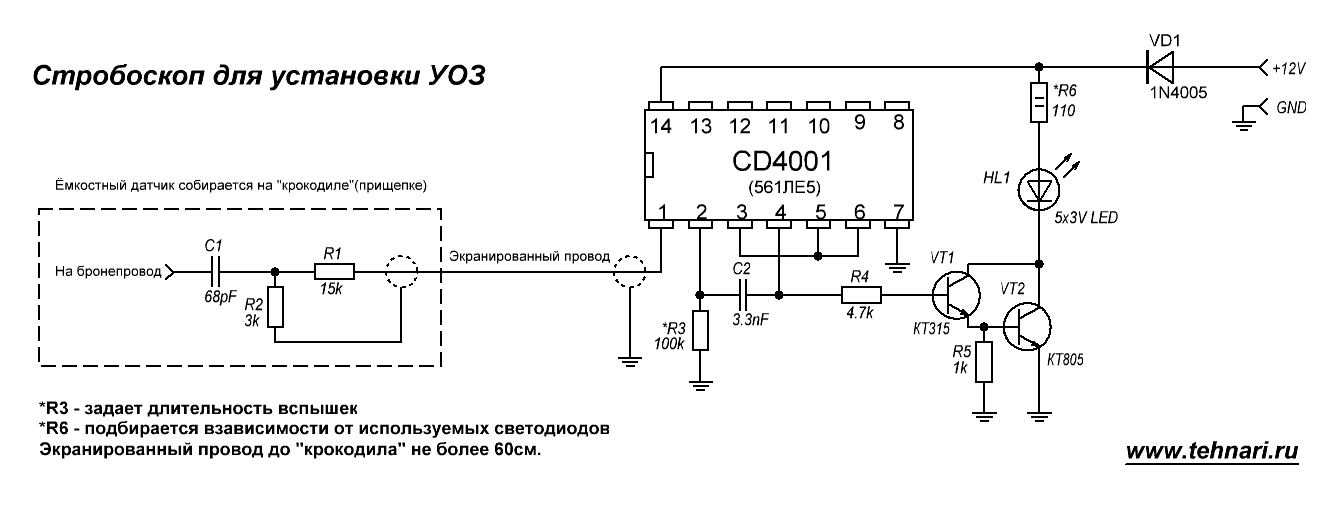 Стробоскоп для установки УОЗ
VD1
1N4005
+12V
GND
*R6
110
14 13 12 11 10 9 8
CD4001
(561ЛЕ5)
1 2 3 4 5 6 7
HL1
5x3V LED
Ёмкостный датчик собирается на "крокодиле"(прищепке)
На бронепровод
C1
68pF
R1
15k
R2
3k
Экранированный провод
C2
3.3nF
*R3
100k
R4
4.7k
VT1
КТ315
VT2
КТ805
R5
1k
*R3 - задает длительность вспышек
*R6 - подбирается взависимости от используемых светодиодов
Экранированный провод до "крокодила" не более 60см.
www.tehnari.ru